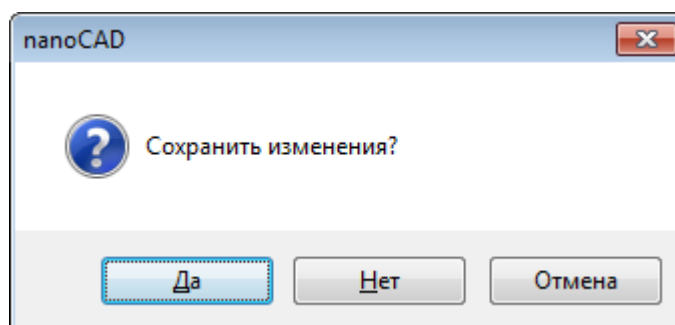 nanoCAD
Сохранить изменения?
Да
Нет
Отмена